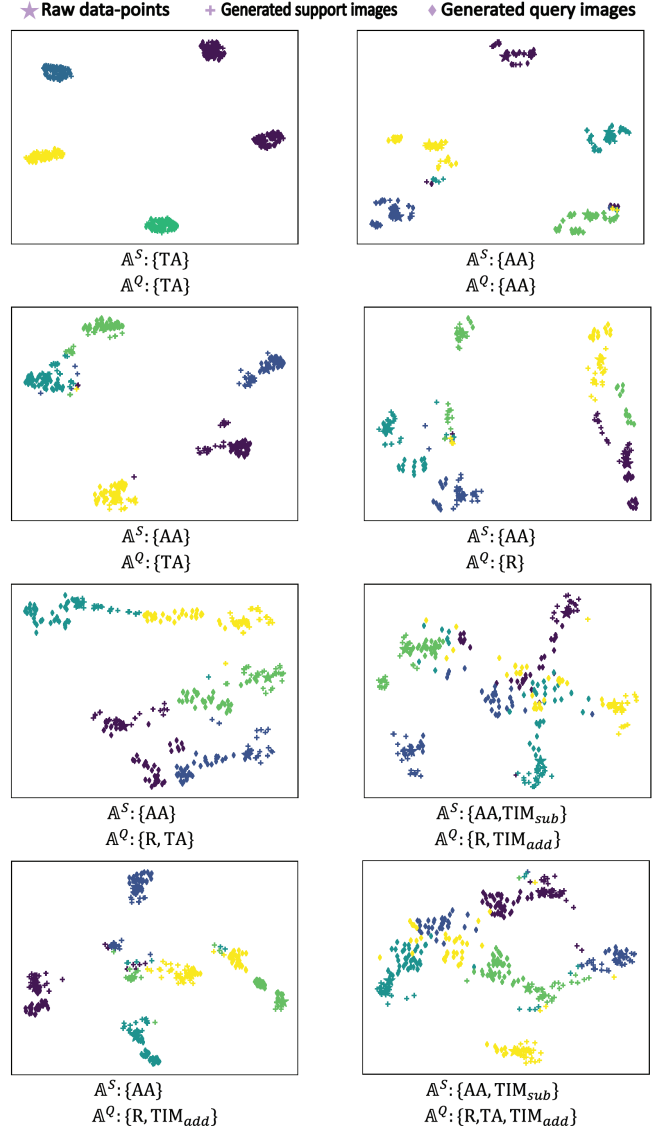 Raw data-points Generated support images Generated query images
𝔸^S: {TA} 𝔸^S: {AA}
𝔸^Q: {TA} 𝔸^Q: {AA}
𝔸^S: {AA} 𝔸^S: {AA}
𝔸^Q: {TA} 𝔸^Q: {R}
𝔸^S: {AA} 𝔸^S: {AA,TIM_sub}
𝔸^Q: {R, TA} 𝔸^Q: {R, TIM_add}
𝔸^S: {AA} 𝔸^S: {AA, TIM_sub}
𝔸^Q: {R, TIM_add} 𝔸^Q: {R,TA, TIM_add}